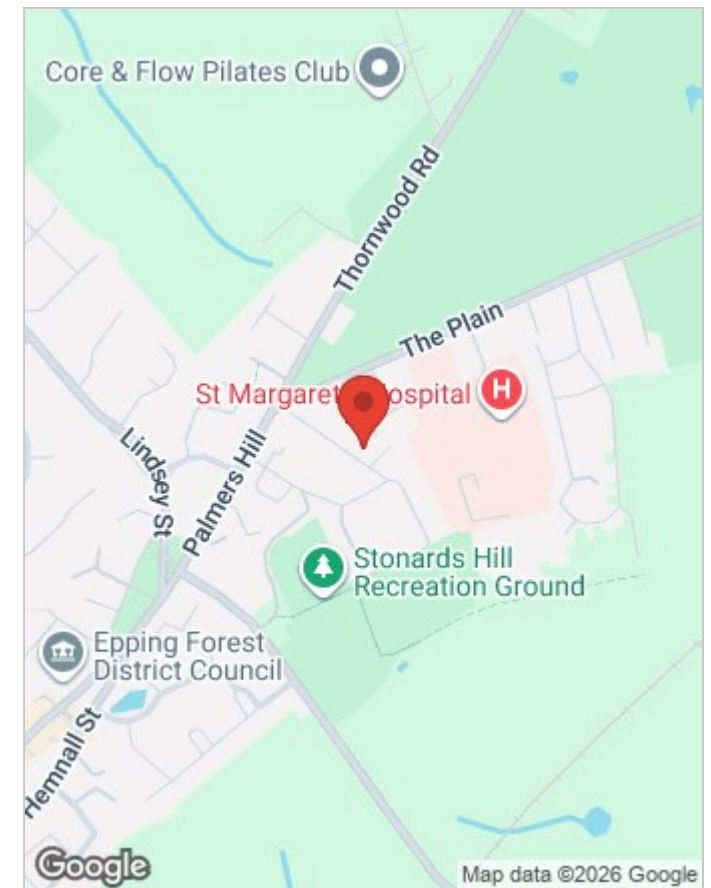 Core & Flow Pilates Club
Thornwood Rd
The Plain
St Margaret Hospital
H
Lindsey St
Palmers Hill
Stonards Hill
Recreation Ground
Epping Forest
District Council
Hemnall St
Google
Map data ©2026 Google